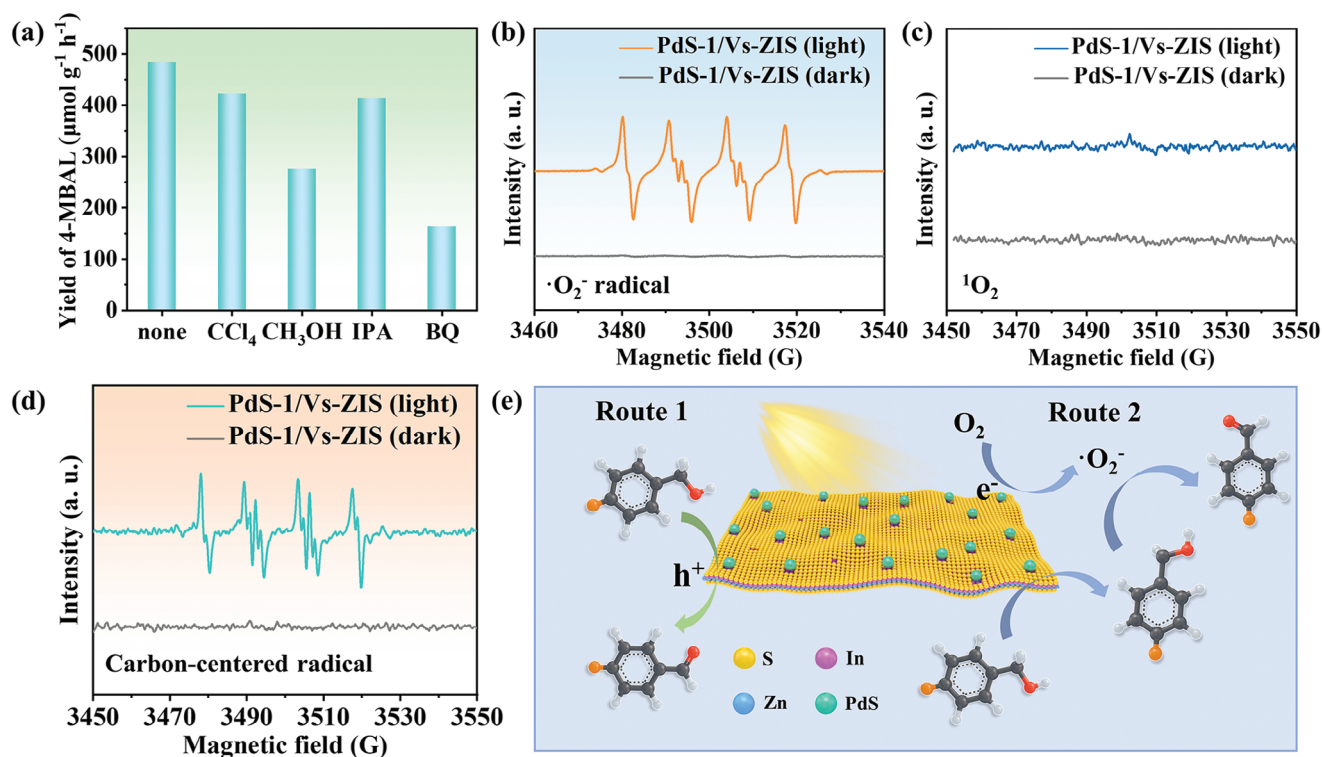 (a)
Yield of 4-MBAL (μmol g⁻¹ h⁻¹)
500
400
300
200
100
0
none CCl₄ CH₃OH IPA BQ
(b)
PdS-1/Vs-ZIS (light)
PdS-1/Vs-ZIS (dark)
Intensity (a. u.)
·O₂⁻ radical
3460 3480 3500 3520 3540
Magnetic field (G)
(c)
PdS-1/Vs-ZIS (light)
PdS-1/Vs-ZIS (dark)
Intensity (a. u.)
¹O₂
3450 3470 3490 3510 3530 3550
Magnetic field (G)
(d)
PdS-1/Vs-ZIS (light)
PdS-1/Vs-ZIS (dark)
Intensity (a. u.)
Carbon-centered radical
3450 3470 3490 3510 3530 3550
Magnetic field (G)
(e)
Route 1
Route 2
O₂
·O₂⁻
e⁻
h⁺
S
In
Zn
PdS